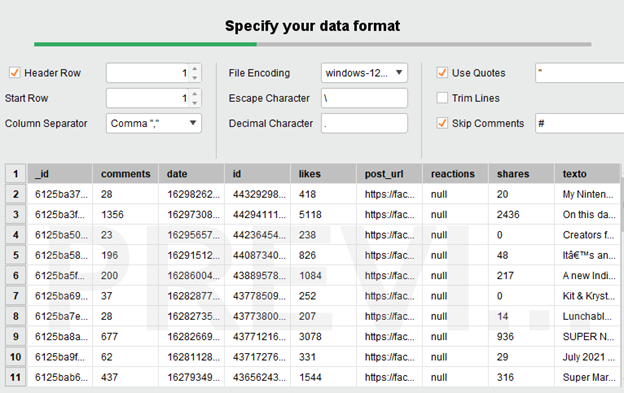 Specify your data format
Header Row 1 File Encoding windows-12... Use Quotes "
Start Row 1 Escape Character \ Trim Lines
Column Separator Comma "," Decimal Character . Skip Comments #
1 _id comments date id likes post_url reactions shares texto
2 6125ba37... 28 16298262... 44329298... 418 https://fac... null 20 My Ninten...
3 6125ba3f... 1356 16297308... 44294111... 5118 https://fac... null 2436 On this da...
4 6125ba50... 23 16295657... 44236454... 238 https://fac... null 0 Creators f...
5 6125ba58... 196 16291512... 44087340... 826 https://fac... null 48 Itâ€™s an...
6 6125ba5f... 200 16286004... 43889578... 1084 https://fac... null 217 A new Indi...
7 6125ba69... 37 16282877... 43778509... 252 https://fac... null 0 Kit & Kryst...
8 6125ba7e... 28 16282735... 43773800... 207 https://fac... null 14 Lunchabl...
9 6125ba8a... 677 16282669... 43771216... 3078 https://fac... null 936 SUPER N...
10 6125ba9f... 62 16281128... 43717276... 331 https://fac... null 29 July 2021 ...
11 6125bab6... 437 16279349... 43656243... 1544 https://fac... null 316 Super Mar...
PREVI...